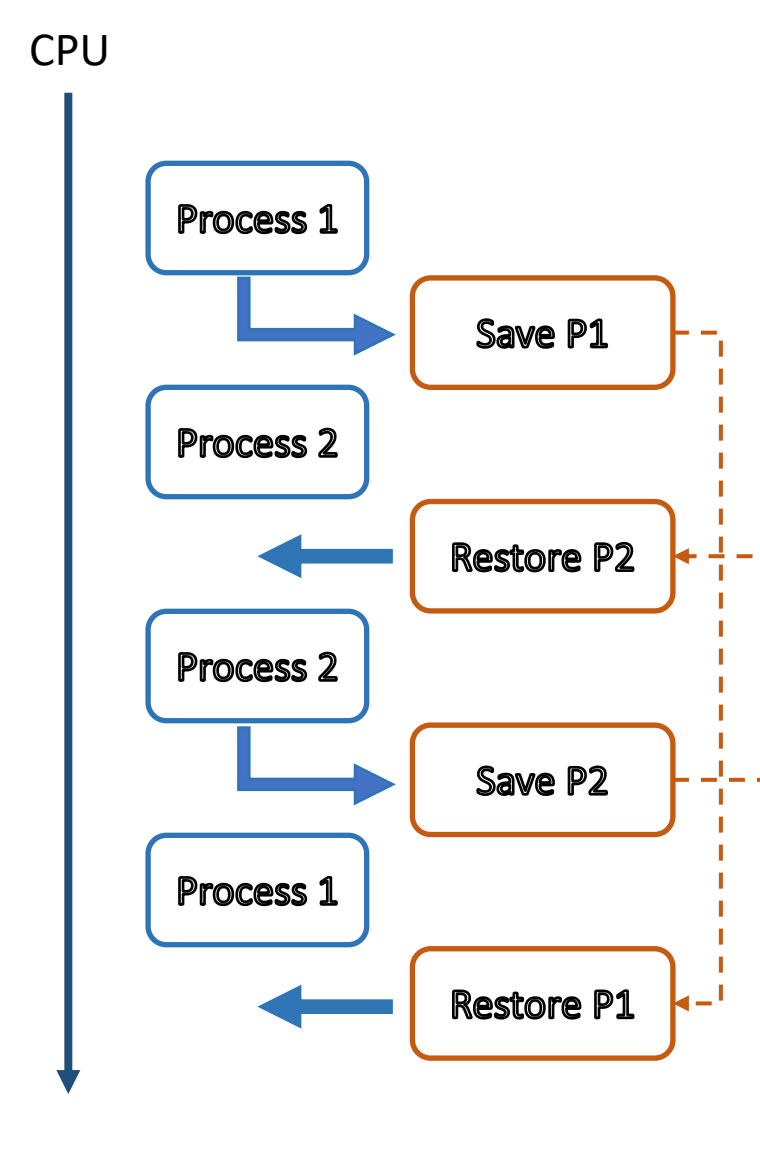 CPU
Process 1
Save P1
Process 2
Restore P2
Process 2
Save P2
Process 1
Restore P1